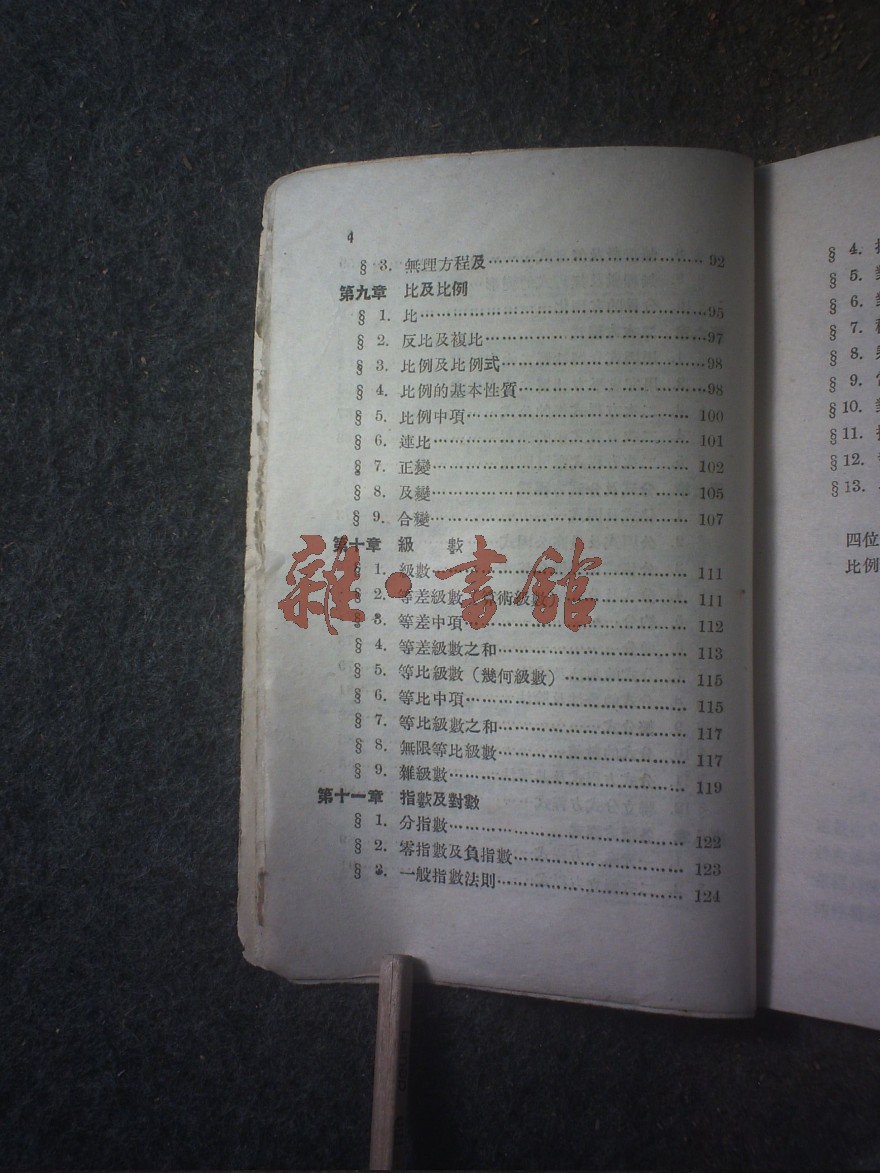 4
§ 3. 無理方程及………………………92
第九章 比及比例
§ 1. 比………………………………95
§ 2. 反比及複比………………………97
§ 3. 比例及比例式……………………98
§ 4. 比例的基本性質…………………98
§ 5. 比例中項……………………… 100
§ 6. 連比…………………………… 101
§ 7. 正變…………………………… 102
§ 8. 及變…………………………… 105
§ 9. 合變…………………………… 107
第十章 級 數
§ 1. 級數…………………………… 111
§ 2. 等差級數(算術級數)………… 111
§ 3. 等差中項……………………… 112
§ 4. 等差級數之和………………… 113
§ 5. 等比級數(幾何級數)………… 115
§ 6. 等比中項……………………… 115
§ 7. 等比級數之和………………… 117
§ 8. 無限等比級數………………… 117
§ 9. 雜級數………………………… 119
第十一章 指數及對數
§ 1. 分指數………………………… 122
§ 2. 零指數及負指數……………… 123
§ 3. 一般指數法則………………… 124
雜·書館
§ 4.
§ 5.
§ 6.
§ 7.
§ 8.
§ 9.
§10.
§11.
§12.
§13.
四位
比例